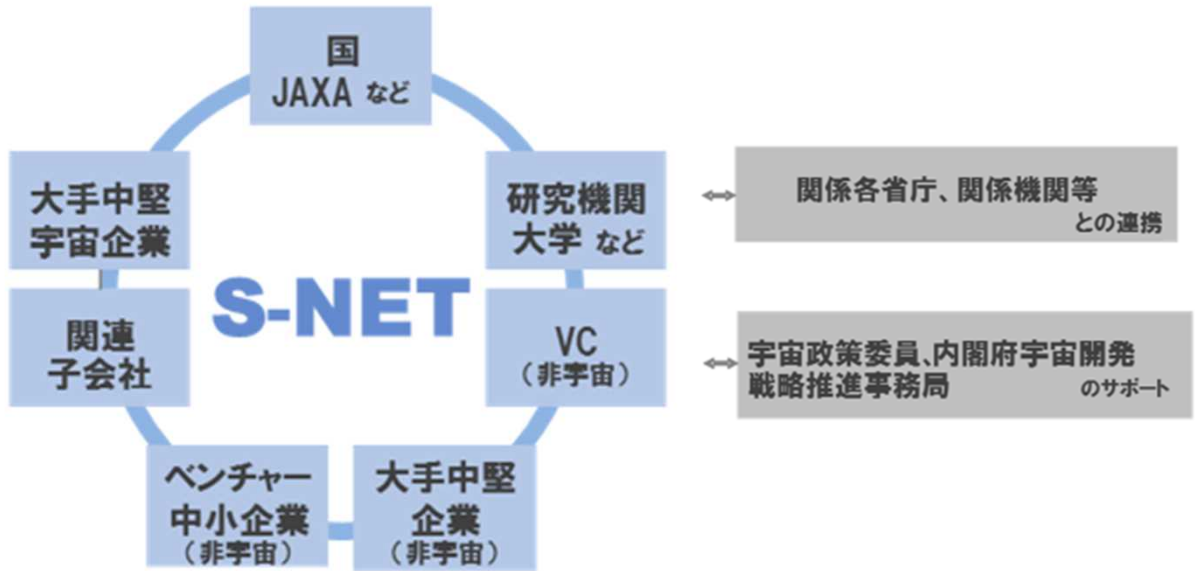 国
JAXA など
大手中堅
宇宙企業
研究機関
大学 など
関係各省庁、関係機関等
との連携
S-NET
関連
子会社
VC
（非宇宙）
宇宙政策委員、内閣府宇宙開発
戦略推進事務局 のサポート
ベンチャー
中小企業
（非宇宙）
大手中堅
企業
（非宇宙）